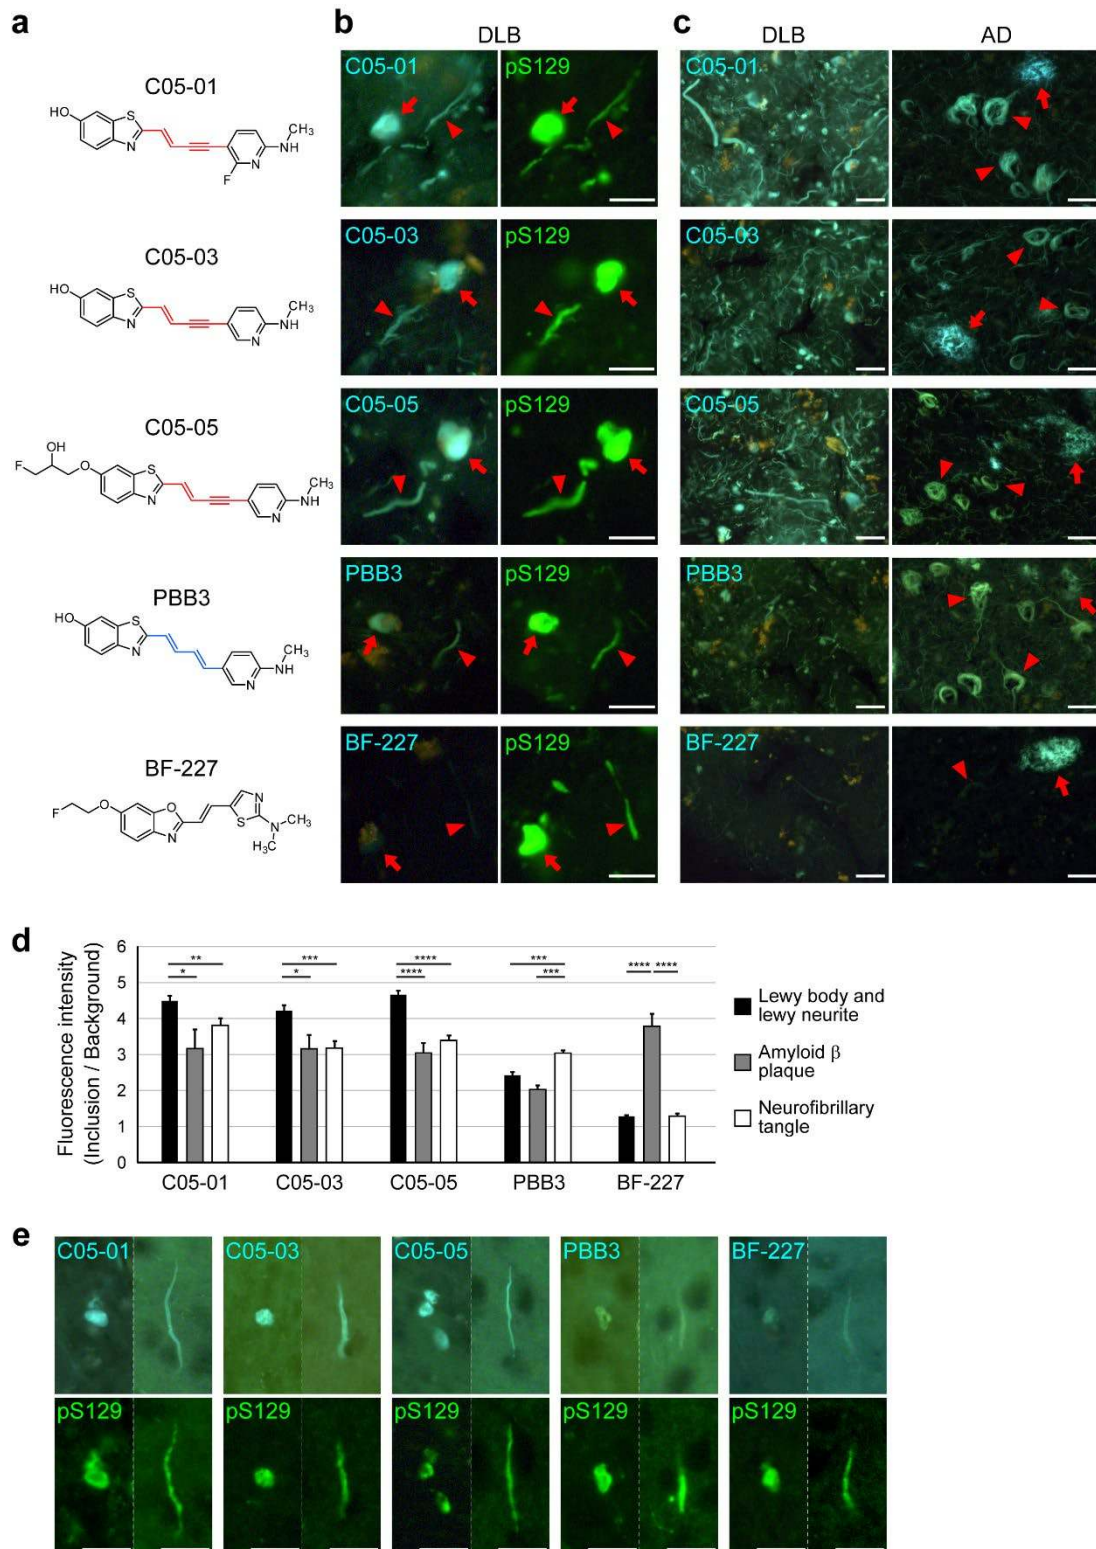 a
b
c
DLB
DLB
AD
C05-01
HO
S
N
F
N
NH
CH3
C05-01
pS129
C05-01
C05-03
HO
S
N
N
NH
CH3
C05-03
pS129
C05-03
C05-05
OH
F
O
S
N
N
NH
CH3
C05-05
pS129
C05-05
PBB3
HO
S
N
N
NH
CH3
PBB3
pS129
PBB3
BF-227
F
O
O
N
N
S
N
CH3
H3C
BF-227
pS129
BF-227
d
Fluorescence intensity
(Inclusion / Background)
6
5
4
3
2
1
0
**
*
***
*
****
****
***
***
****
****
C05-01
C05-03
C05-05
PBB3
BF-227
Lewy body and
lewy neurite
Amyloid β
plaque
Neurofibrillary
tangle
e
C05-01
C05-03
C05-05
PBB3
BF-227
pS129
pS129
pS129
pS129
pS129